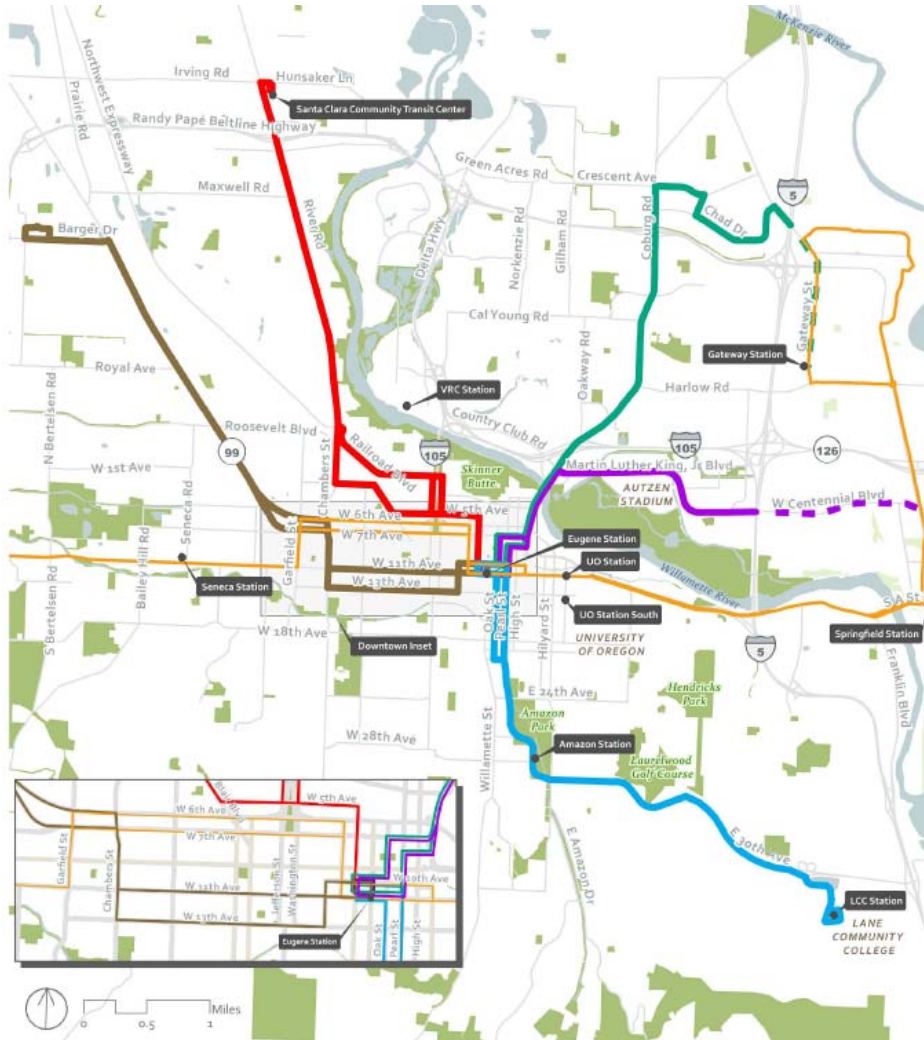 McKenzie River
Northwest Expressway
Prairie Rd
Irving Rd
Hunsaker Ln
Santa Clara Community Transit Center
Randy Papé Beltline Highway
Green Acres Rd
Crescent Ave
Maxwell Rd
River Rd
Delta Hwy
Norkenzie Rd
Gilham Rd
Coburg Rd
Chad Dr
5
Barger Dr
Gateway St
Cal Young Rd
Oakway Rd
Gateway Station
Royal Ave
Harlow Rd
VRC Station
N Bertelsen Rd
Roosevelt Blvd
Country Club Rd
99
Railroad Blvd
105
105
126
W 1st Ave
Chambers St
Skinner
Butte
Martin Luther King, Jr Blvd
AUTZEN
STADIUM
W Centennial Blvd
Seneca Rd
W 5th Ave
W 6th Ave
W 7th Ave
Bailey Hill Rd
Garfield St
Eugene Station
W 11th Ave
W 13th Ave
UO Station
Seneca Station
Willamette River
S A St
S Bertelsen Rd
Oak St
Pearl St
High St
Hilyard St
UO Station South
W 18th Ave
Downtown Inset
UNIVERSITY
OF OREGON
Springfield Station
5
Franklin Blvd
E 24th Ave
Hendricks
Park
Amazon
Park
W 28th Ave
Willamette St
Amazon Station
Laurelwood
Golf Course
E 30th Ave
E Amazon Dr
LCC Station
LANE
COMMUNITY
COLLEGE
Blair Blvd
W 5th Ave
W 6th Ave
W 7th Ave
Garfield St
Chambers St
Jefferson St
Washington St
W 10th Ave
W 11th Ave
W 13th Ave
Eugene Station
Oak St
Pearl St
High St
Miles
0 0.5 1